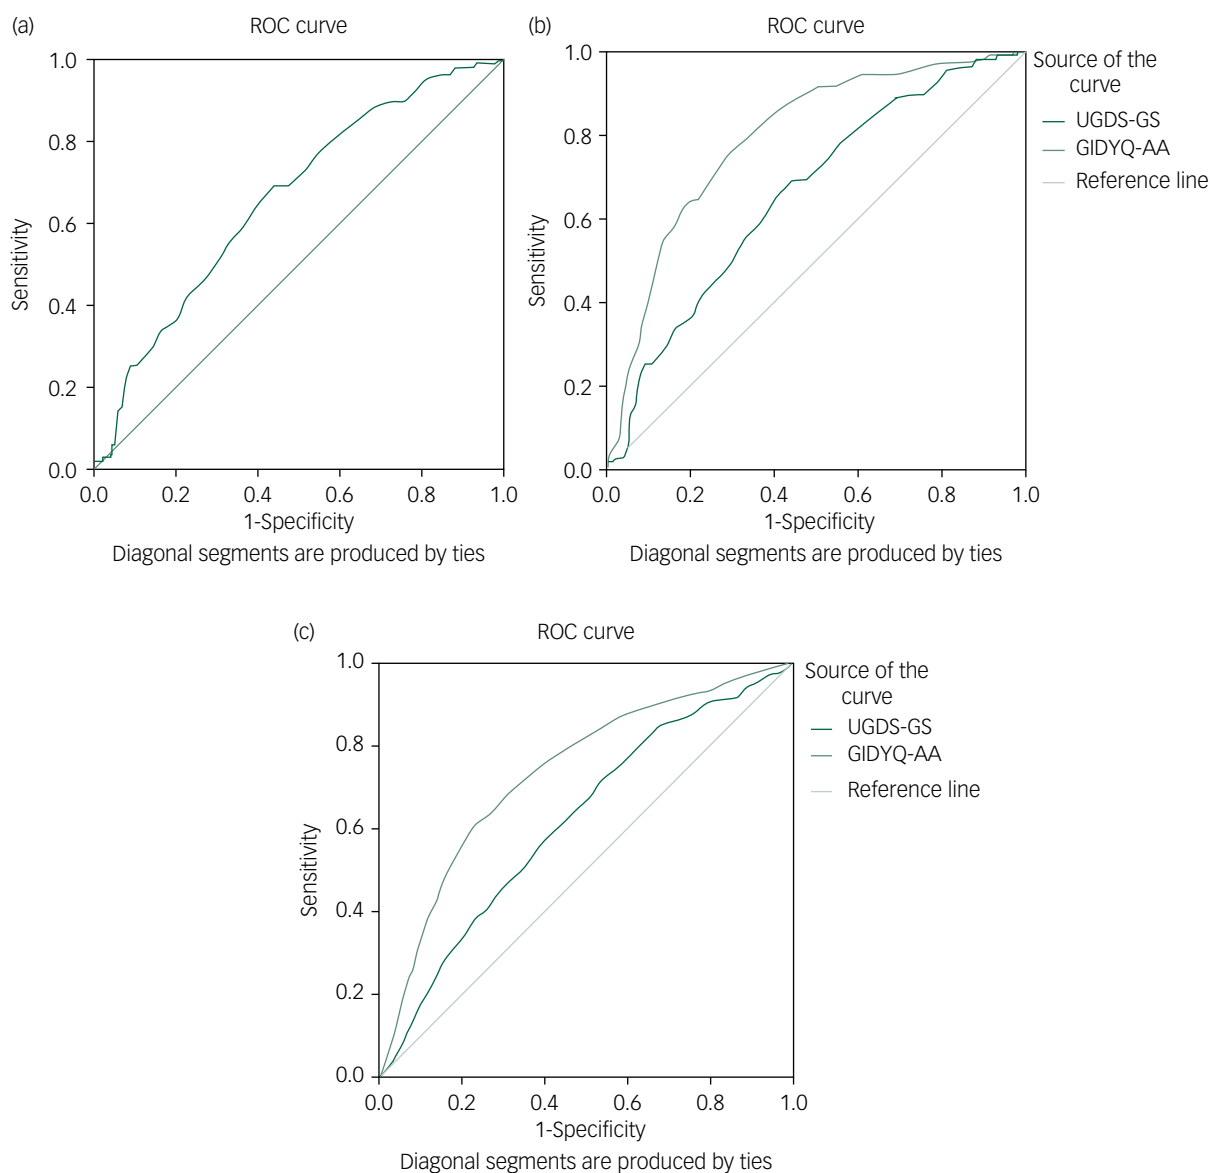 (a)
ROC curve
1.0
0.8
0.6
0.4
0.2
0.0
Sensitivity
0.0 0.2 0.4 0.6 0.8 1.0
1-Specificity
Diagonal segments are produced by ties
(b)
ROC curve
1.0
0.8
0.6
0.4
0.2
0.0
Sensitivity
0.0 0.2 0.4 0.6 0.8 1.0
1-Specificity
Diagonal segments are produced by ties
Source of the
curve
UGDS-GS
GIDYQ-AA
Reference line
(c)
ROC curve
1.0
0.8
0.6
0.4
0.2
0.0
Sensitivity
0.0 0.2 0.4 0.6 0.8 1.0
1-Specificity
Diagonal segments are produced by ties
Source of the
curve
UGDS-GS
GIDYQ-AA
Reference line